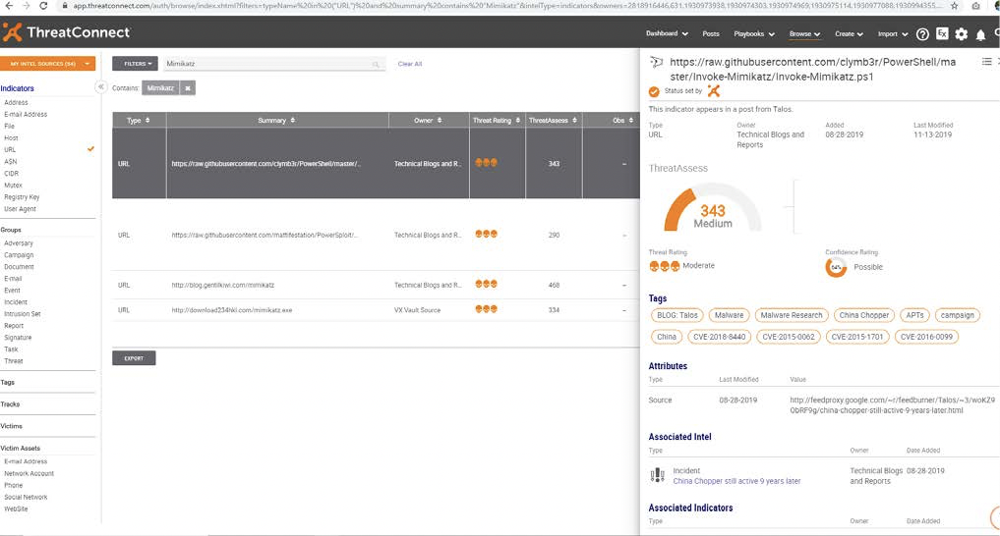 app.threatconnect.com/auth/browse/index.xhtml?filters=typeName%20in%20("URL")%20and%20summary%20contains%20"Mimikatz"&intelType=indicators&owners=2818916446,631,1930973938,1930974303,1930974969,1930975114,1930977088,1930994355,...
ThreatConnect
Dashboard
Posts
Playbooks
Browse
Create
Import
MY INTEL SOURCES (54)
Indicators
Address
E-mail Address
File
Host
URL
ASN
CIDR
Mutex
Registry Key
User Agent
Groups
Adversary
Campaign
Document
E-mail
Event
Incident
Intrusion Set
Report
Signature
Task
Threat
Tags
Tracks
Victims
Victim Assets
E-mail Address
Network Account
Phone
Social Network
WebSite
FILTERS
Mimikatz
Clear All
Contains: Mimikatz
Type Summary Owner Threat Rating ThreatAssess Obs
URL https://raw.githubusercontent.com/clymb3r/PowerShell/master/... Technical Blogs and R... 343 --
URL https://raw.githubusercontent.com/mattifestation/PowerSploit/... Technical Blogs and R... 290 --
URL http://blog.gentilkiwi.com/mimikatz Technical Blogs and R... 468 --
URL http://download234hkl.com/mimikatz.exe VX Vault Source 334 --
EXPORT
https://raw.githubusercontent.com/clymb3r/PowerShell/ma
ster/Invoke-Mimikatz/Invoke-Mimikatz.ps1
Status set by
This indicator appears in a post from Talos.
Type Owner Added Last Modified
URL Technical Blogs and 08-28-2019 11-13-2019
Reports
ThreatAssess
343
Medium
Threat Rating Confidence Rating
Moderate 54% Possible
Tags
BLOG: Talos Malware Malware Research China Chopper APTs campaign
China CVE-2018-8440 CVE-2015-0062 CVE-2015-1701 CVE-2016-0099
Attributes
Type Last Modified Value
Source 08-28-2019 http://feedproxy.google.com/~r/feedburner/Talos/~3/woKZ9
0bRF9g/china-chopper-still-active-9-years-later.html
Associated Intel
Type Owner Date Added
Incident Technical Blogs 08-28-2019
China Chopper still active 9 years later and Reports
Associated Indicators
Type Owner Date Added